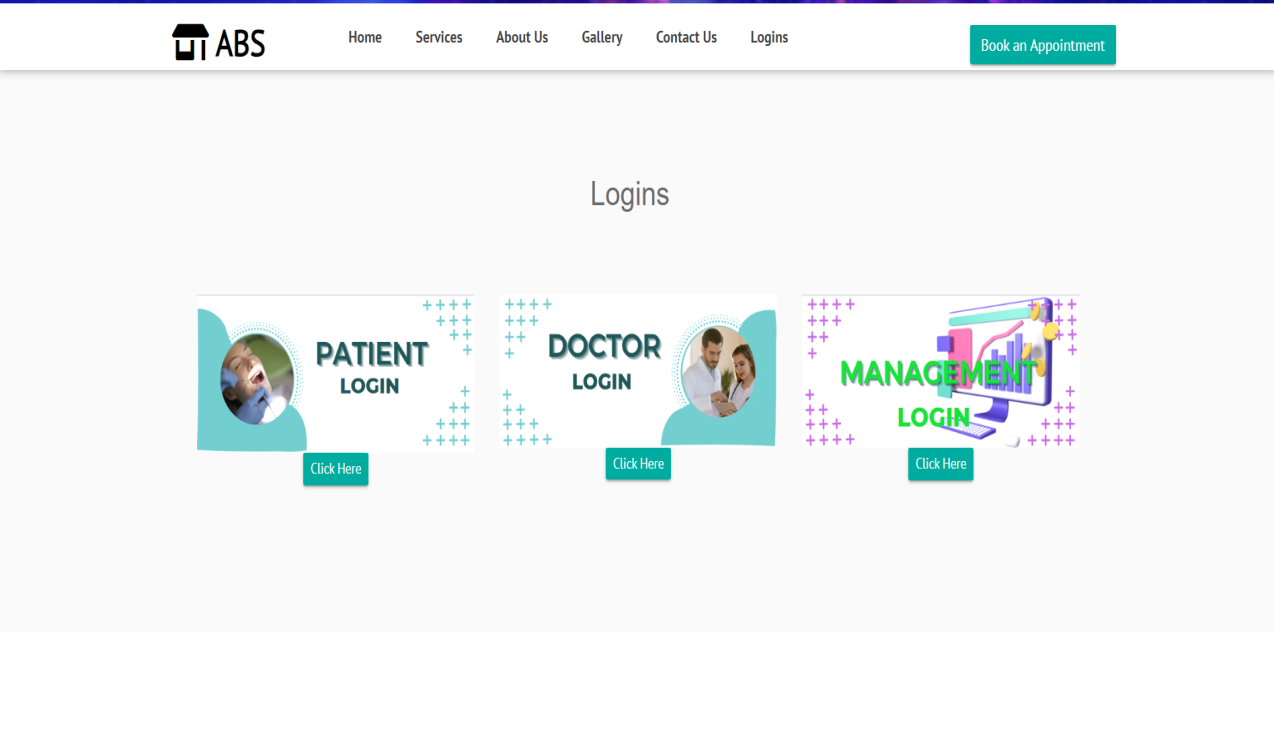 ABS
Home Services About Us Gallery Contact Us Logins
Book an Appointment
Logins
PATIENT
LOGIN
Click Here
DOCTOR
LOGIN
Click Here
MANAGEMENT
LOGIN
Click Here